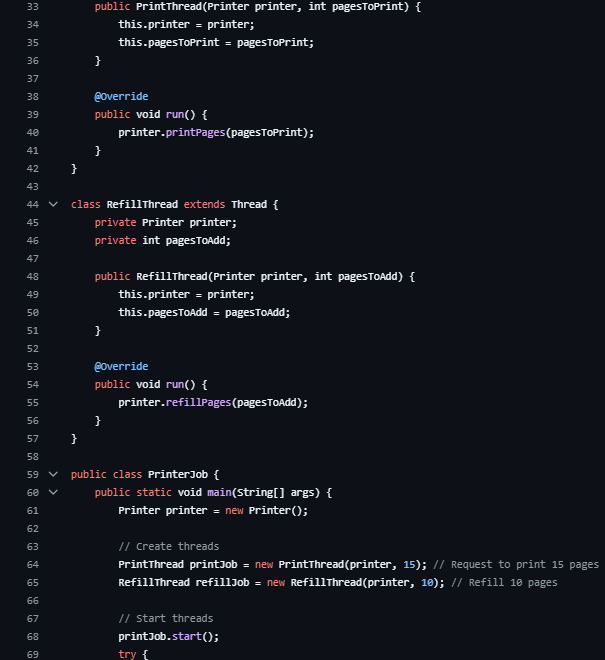 33 public PrintThread(Printer printer, int pagesToPrint) {
34 this.printer = printer;
35 this.pagesToPrint = pagesToPrint;
36 }
37
38 @Override
39 public void run() {
40 printer.printPages(pagesToPrint);
41 }
42 }
43
44 class RefillThread extends Thread {
45 private Printer printer;
46 private int pagesToAdd;
47
48 public RefillThread(Printer printer, int pagesToAdd) {
49 this.printer = printer;
50 this.pagesToAdd = pagesToAdd;
51 }
52
53 @Override
54 public void run() {
55 printer.refillPages(pagesToAdd);
56 }
57 }
58
59 public class PrinterJob {
60 public static void main(String[] args) {
61 Printer printer = new Printer();
62
63 // Create threads
64 PrintThread printJob = new PrintThread(printer, 15); // Request to print 15 pages
65 RefillThread refillJob = new RefillThread(printer, 10); // Refill 10 pages
66
67 // Start threads
68 printJob.start();
69 try {